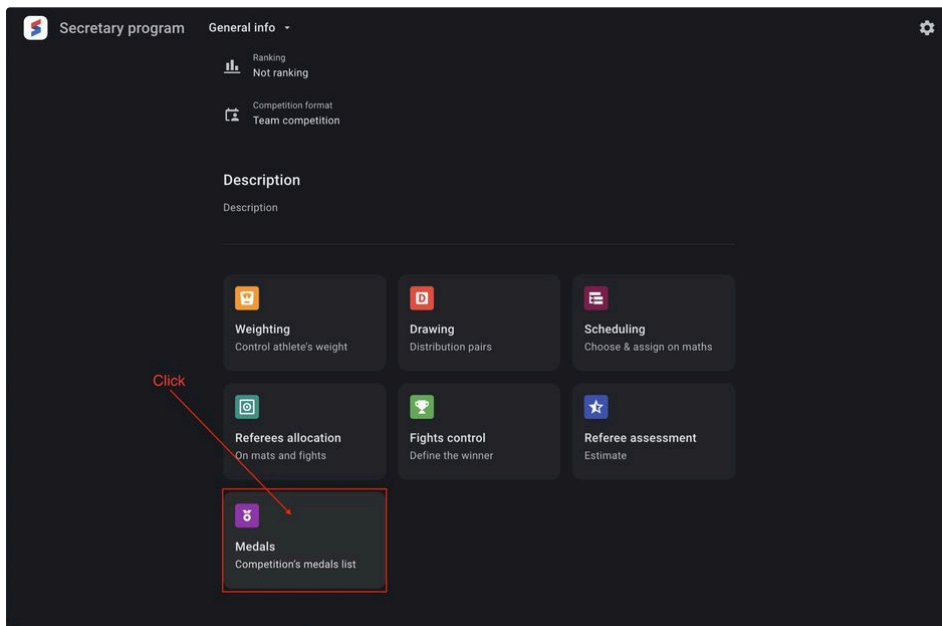 Secretary program
General info
Ranking
Not ranking
Competition format
Team competition
Description
Description
Weighting
Control athlete's weight
Drawing
Distribution pairs
Scheduling
Choose & assign on maths
Click
Referees allocation
On mats and fights
Fights control
Define the winner
Referee assessment
Estimate
Medals
Competition's medals list